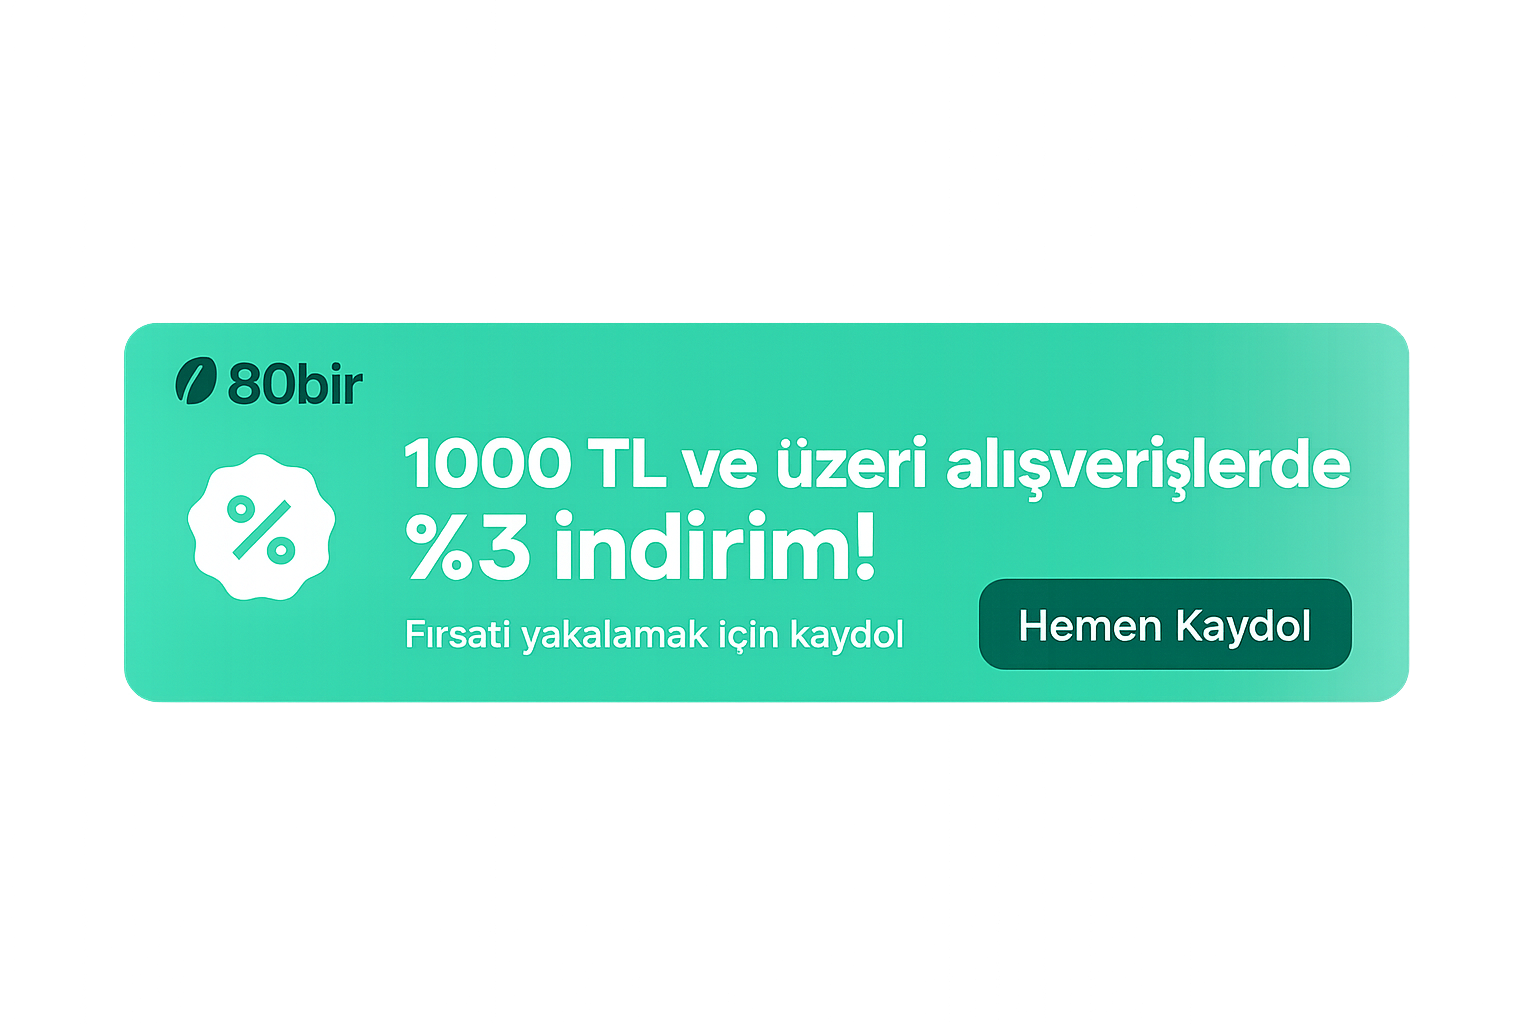 80bir
1000 TL ve üzeri alışverişlerde
%3 indirim!
Fırsati yakalamak için kaydol
Hemen Kaydol